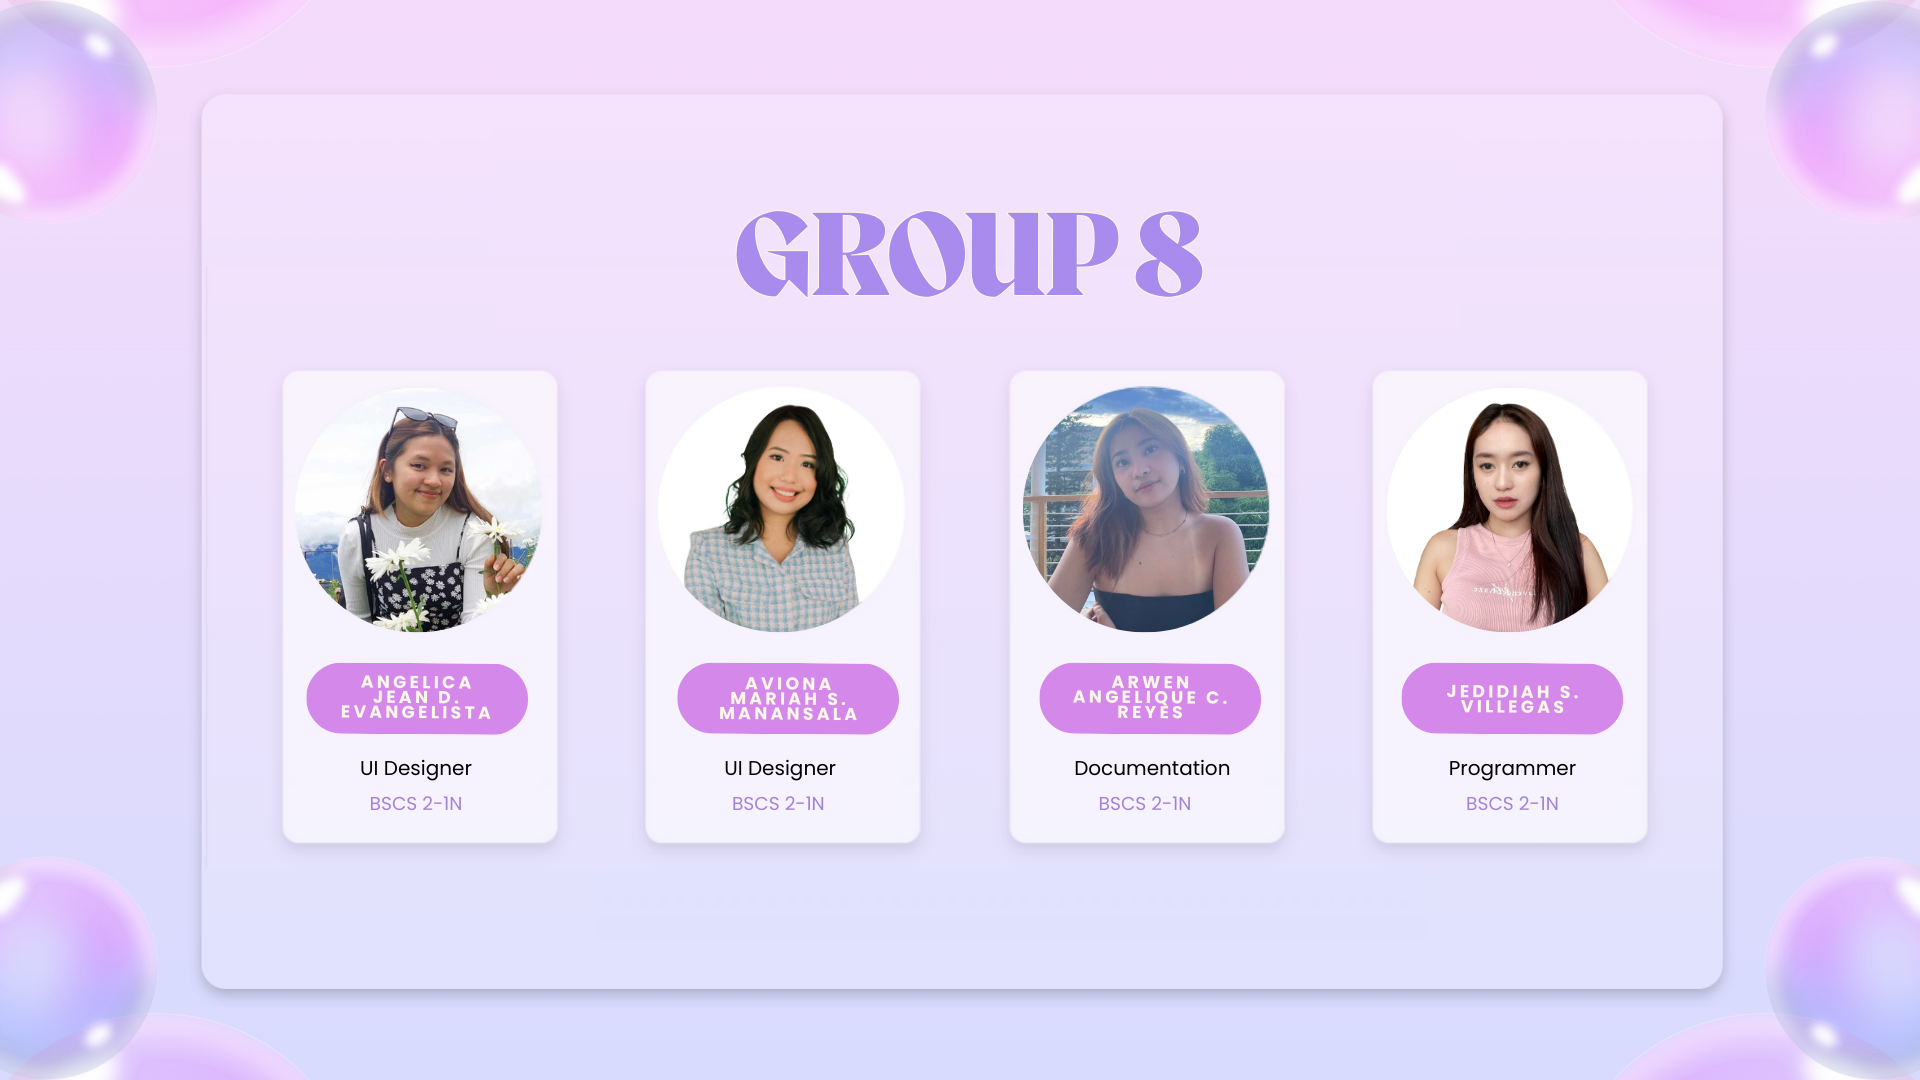 GROUP 8
ANGELICA
JEAN D.
EVANGELISTA
UI Designer
BSCS 2-1N
AVIONA
MARIAH S.
MANANSALA
UI Designer
BSCS 2-1N
ARWEN
ANGELIQUE C.
REYES
Documentation
BSCS 2-1N
JEDIDIAH S.
VILLEGAS
Programmer
BSCS 2-1N